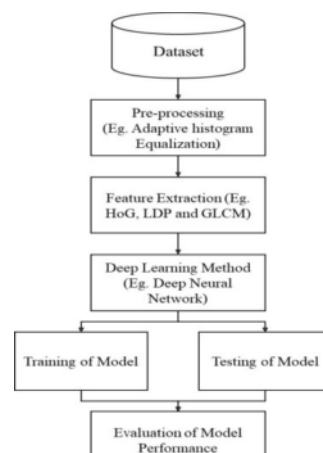 Dataset
Pre-processing
(Eg. Adaptive histogram
Equalization)
Feature Extraction (Eg.
HoG, LDP and GLCM)
Deep Learning Method
(Eg. Deep Neural
Network)
Training of Model
Testing of Model
Evaluation of Model
Performance